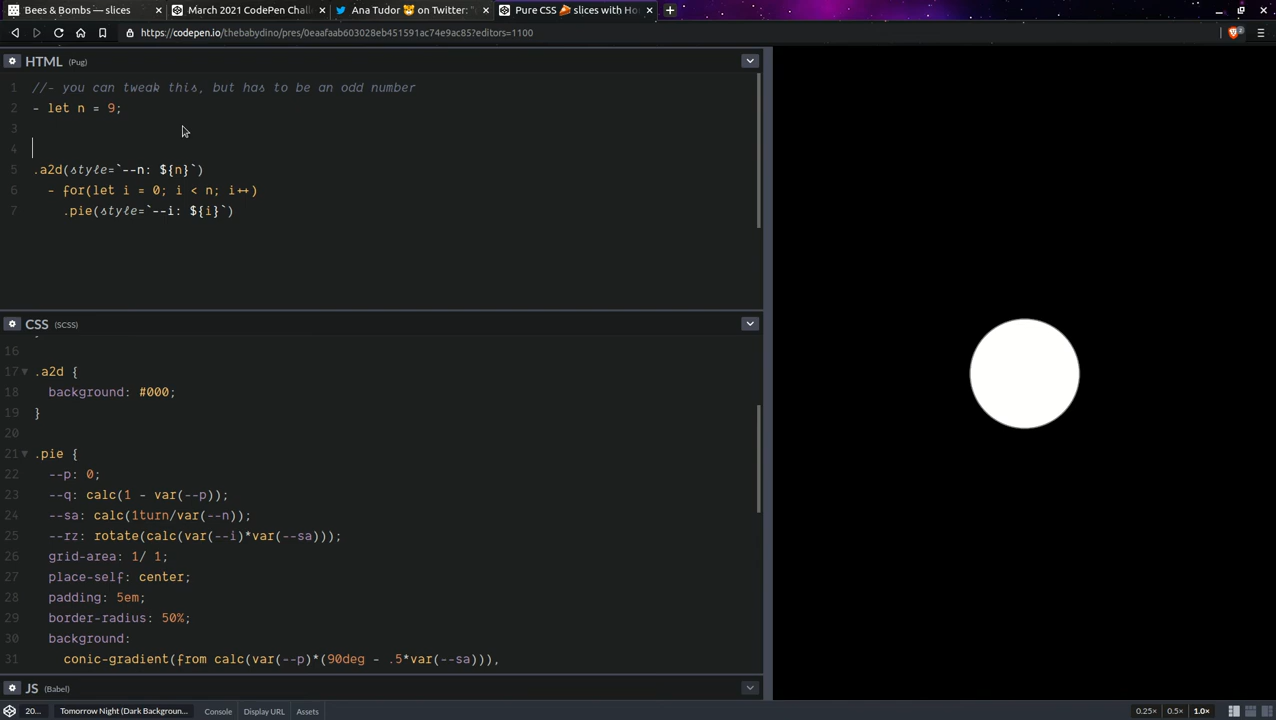 Bees & Bombs — slices
March 2021 CodePen Chall
Ana Tudor 🐯 on Twitter: "
Pure CSS 🍰 slices with Ho
https://codepen.io/thebabydino/pres/0eaafaab603028eb451591ac74e9ac85?editors=1100
HTML (Pug)
1 //- you can tweak this, but has to be an odd number
2 - let n = 9;
3
4
5 .a2d(style=`--n: ${n}`)
6 - for(let i = 0; i < n; i++)
7 .pie(style=`--i: ${i}`)
CSS (SCSS)
16
17 .a2d {
18 background: #000;
19 }
20
21 .pie {
22 --p: 0;
23 --q: calc(1 - var(--p));
24 --sa: calc(1turn/var(--n));
25 --rz: rotate(calc(var(--i)*var(--sa)));
26 grid-area: 1/ 1;
27 place-self: center;
28 padding: 5em;
29 border-radius: 50%;
30 background:
31 conic-gradient(from calc(var(--p)*(90deg - .5*var(--sa))),
JS (Babel)
20... Tomorrow Night (Dark Backgroun... Console Display URL Assets 0.25× 0.5× 1.0×